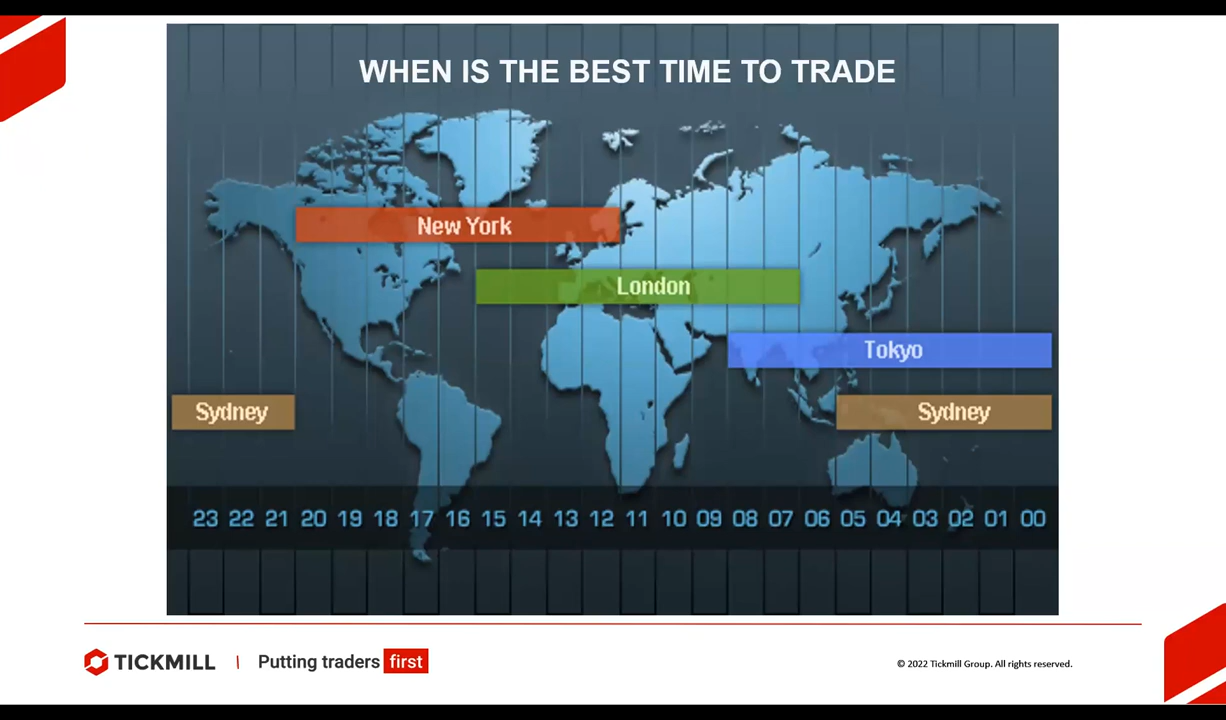 WHEN IS THE BEST TIME TO TRADE
New York
London
Tokyo
Sydney
Sydney
23 22 21 20 19 18 17 16 15 14 13 12 11 10 09 08 07 06 05 04 03 02 01 00
TICKMILL | Putting traders first
© 2022 Tickmill Group. All rights reserved.